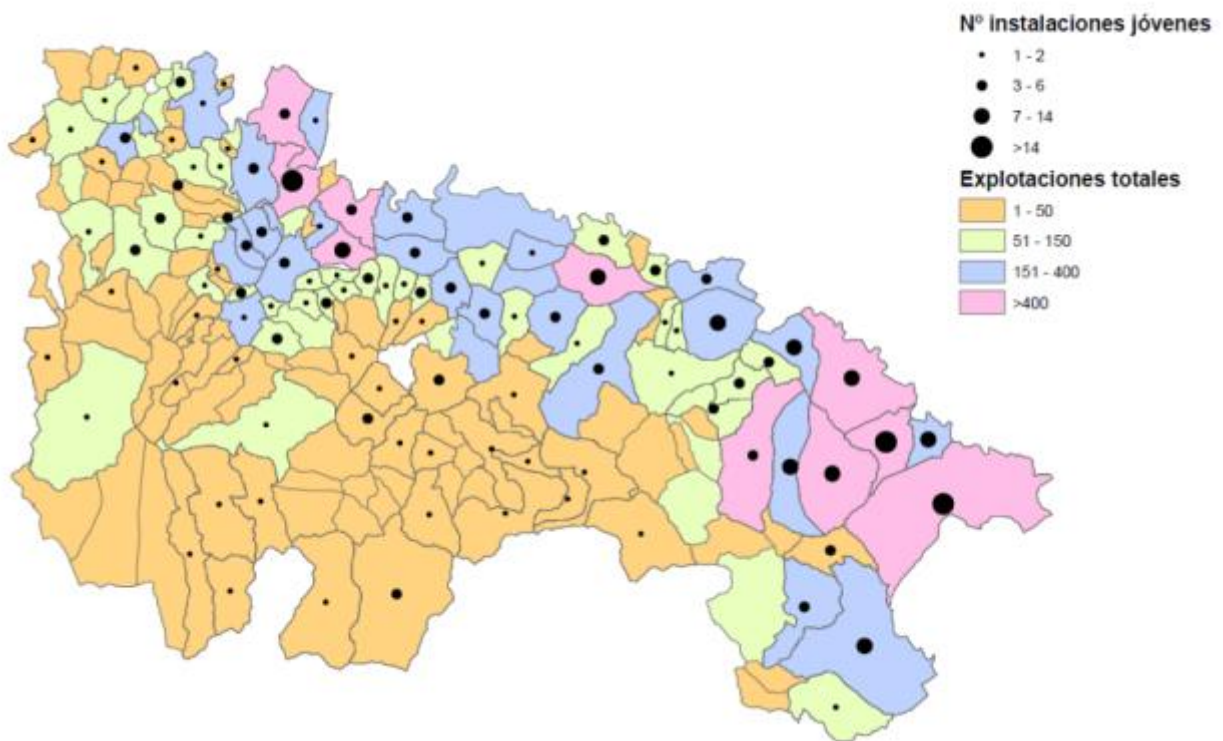 Nº instalaciones jóvenes
1 - 2
3 - 6
7 - 14
>14
Explotaciones totales
1 - 50
51 - 150
151 - 400
>400